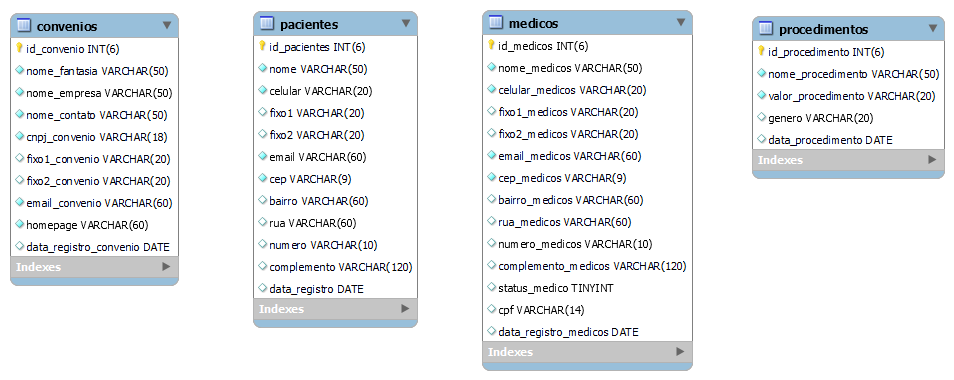 convenios
id_convenio INT(6)
nome_fantasia VARCHAR(50)
nome_empresa VARCHAR(50)
nome_contato VARCHAR(50)
cnpj_convenio VARCHAR(18)
fixo1_convenio VARCHAR(20)
fixo2_convenio VARCHAR(20)
email_convenio VARCHAR(60)
homepage VARCHAR(60)
data_registro_convenio DATE
Indexes
pacientes
id_pacientes INT(6)
nome VARCHAR(50)
celular VARCHAR(20)
fixo1 VARCHAR(20)
fixo2 VARCHAR(20)
email VARCHAR(60)
cep VARCHAR(9)
bairro VARCHAR(60)
rua VARCHAR(60)
numero VARCHAR(10)
complemento VARCHAR(120)
data_registro DATE
Indexes
medicos
id_medicos INT(6)
nome_medicos VARCHAR(50)
celular_medicos VARCHAR(20)
fixo1_medicos VARCHAR(20)
fixo2_medicos VARCHAR(20)
email_medicos VARCHAR(60)
cep_medicos VARCHAR(9)
bairro_medicos VARCHAR(60)
rua_medicos VARCHAR(60)
numero_medicos VARCHAR(10)
complemento_medicos VARCHAR(120)
status_medico TINYINT
cpf VARCHAR(14)
data_registro_medicos DATE
Indexes
procedimentos
id_procedimento INT(6)
nome_procedimento VARCHAR(50)
valor_procedimento VARCHAR(20)
genero VARCHAR(20)
data_procedimento DATE
Indexes